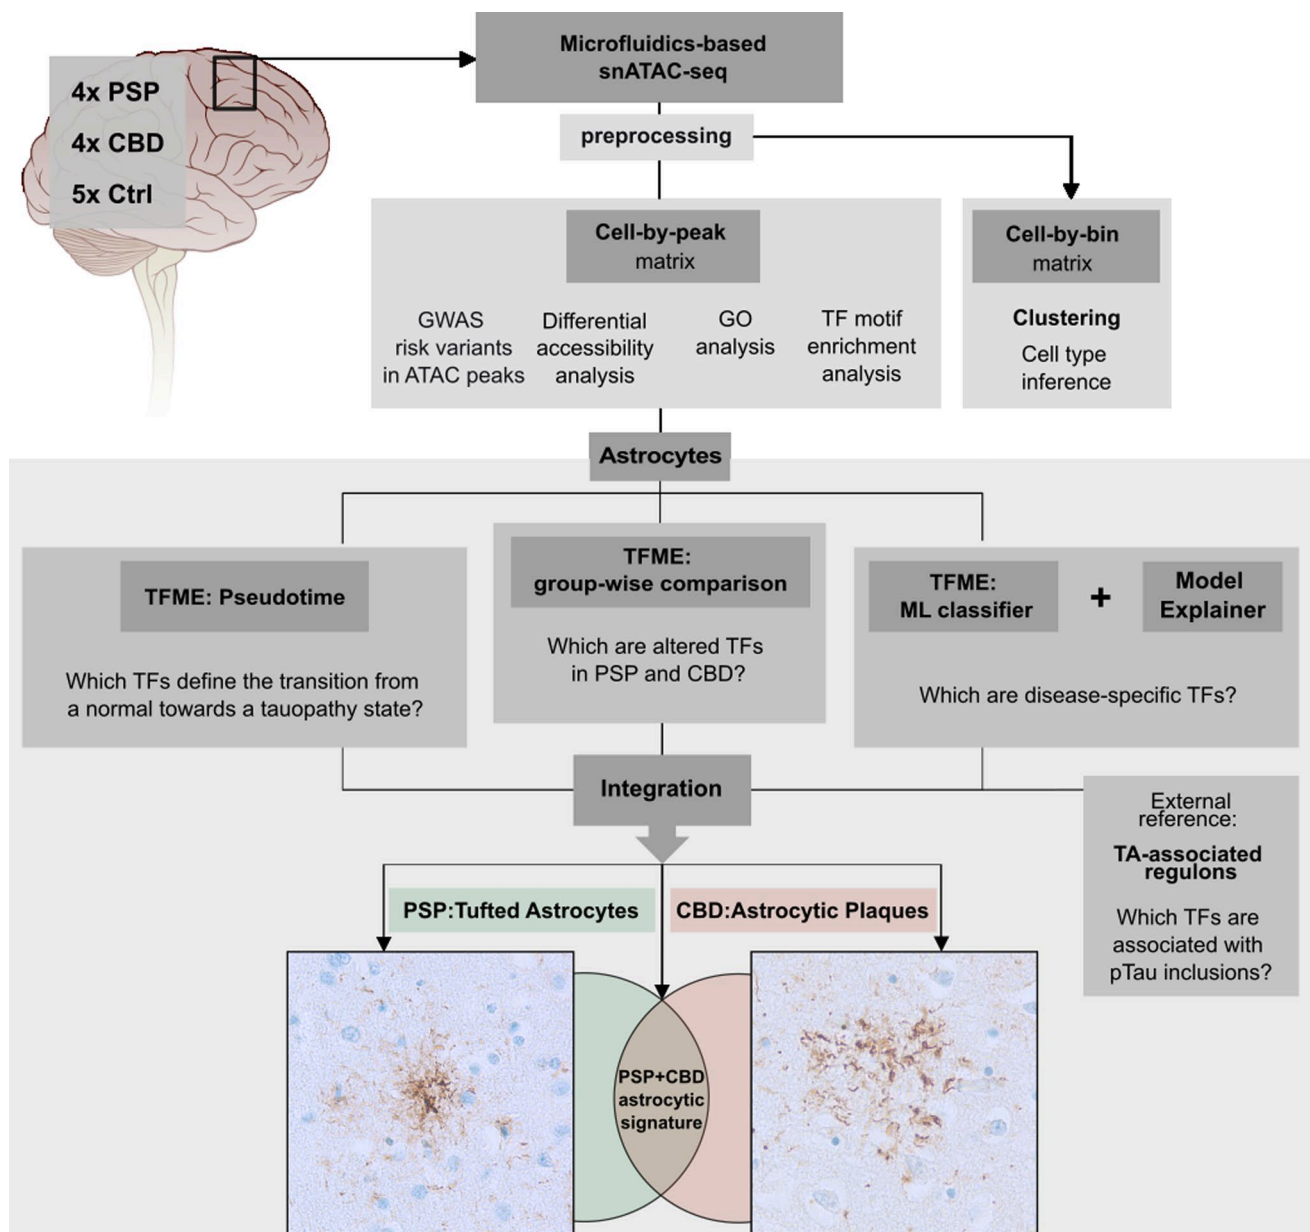 4x PSP
4x CBD
5x Ctrl
Microfluidics-based
snATAC-seq
preprocessing
Cell-by-peak
matrix
GWAS
risk variants
in ATAC peaks
Differential
accessibility
analysis
GO
analysis
TF motif
enrichment
analysis
Cell-by-bin
matrix
Clustering
Cell type
inference
Astrocytes
TFME: Pseudotime
Which TFs define the transition from
a normal towards a tauopathy state?
TFME:
group-wise comparison
Which are altered TFs
in PSP and CBD?
TFME:
ML classifier
+
Model
Explainer
Which are disease-specific TFs?
Integration
External
reference:
TA-associated
regulons
Which TFs are
associated with
pTau inclusions?
PSP:Tufted Astrocytes
CBD:Astrocytic Plaques
PSP+CBD
astrocytic
signature